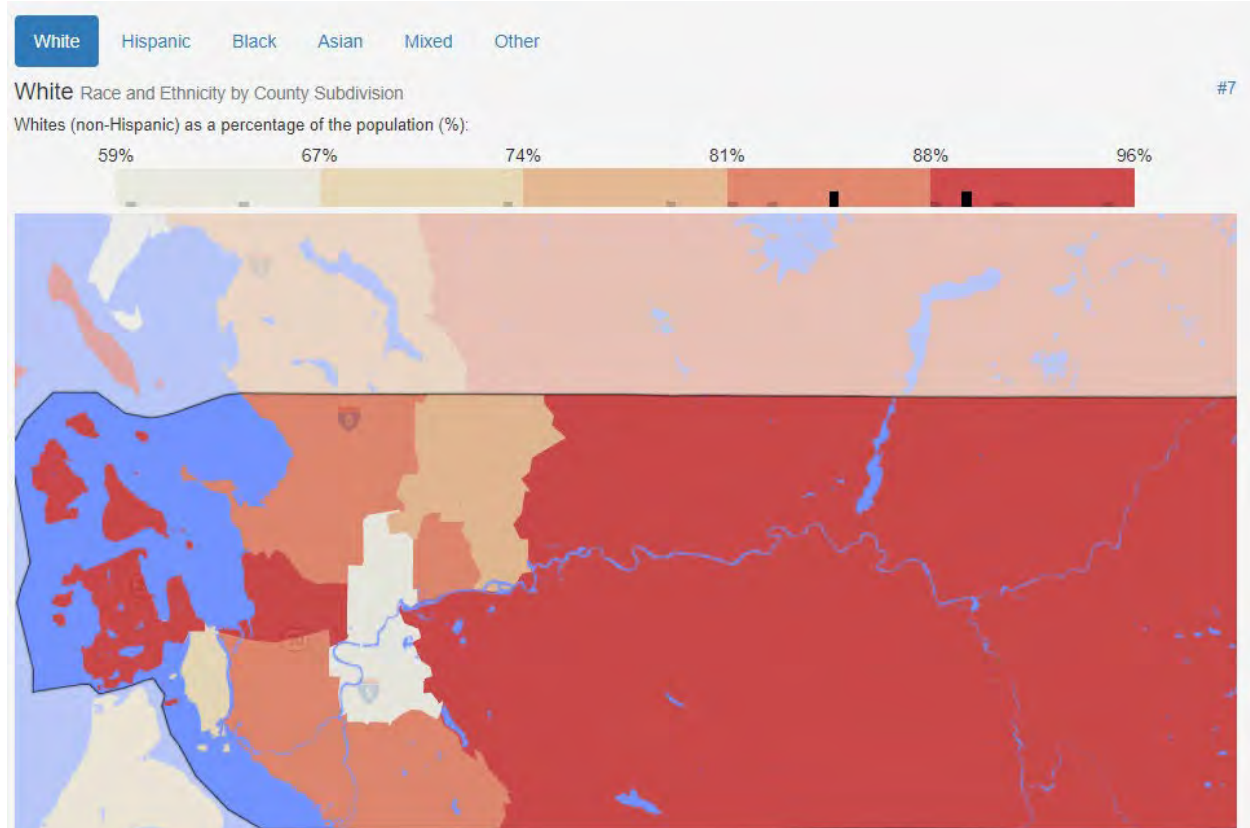 White Hispanic Black Asian Mixed Other
White Race and Ethnicity by County Subdivision #7
Whites (non-Hispanic) as a percentage of the population (%):
59% 67% 74% 81% 88% 96%
5